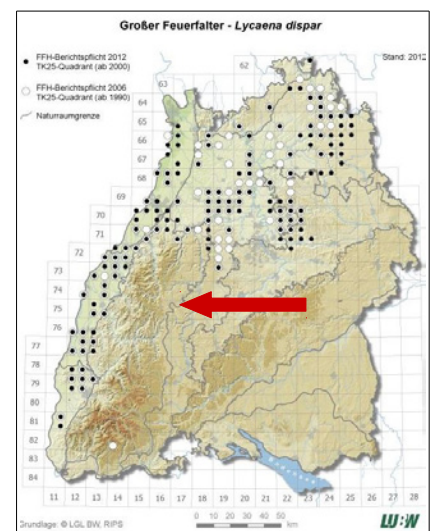 Großer Feuerfalter - Lycaena dispar
FFH-Berichtspflicht 2012
TK25-Quadrant (ab 2000)
FFH-Berichtspflicht 2006
TK25-Quadrant (ab 1990)
Naturraumgrenze
Stand: 2012
62
63
64
65
66
67
68
69
70
71
72
73
74
75
76
77
78
79
80
81
82
83
84
11 12 13 14 15 16 17 18 19 20 21 22 23 24 25 26 27 28
0 10 20 30 40 50
km
Grundlage: © LGL BW, RIPS
LU:W